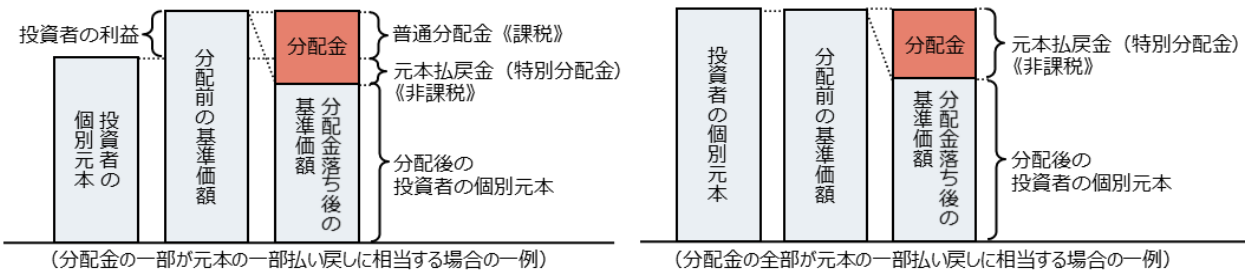 投資者の利益
投資者の
個別元本
分配前の基準価額
分配金
分配金落ち後の
基準価額
普通分配金《課税》
元本払戻金（特別分配金）
《非課税》
分配後の
投資者の個別元本
（分配金の一部が元本の一部払い戻しに相当する場合の一例）
投資者の個別元本
分配前の基準価額
分配金
分配金落ち後の
基準価額
元本払戻金（特別分配金）
《非課税》
分配後の
投資者の個別元本
（分配金の全部が元本の一部払い戻しに相当する場合の一例）